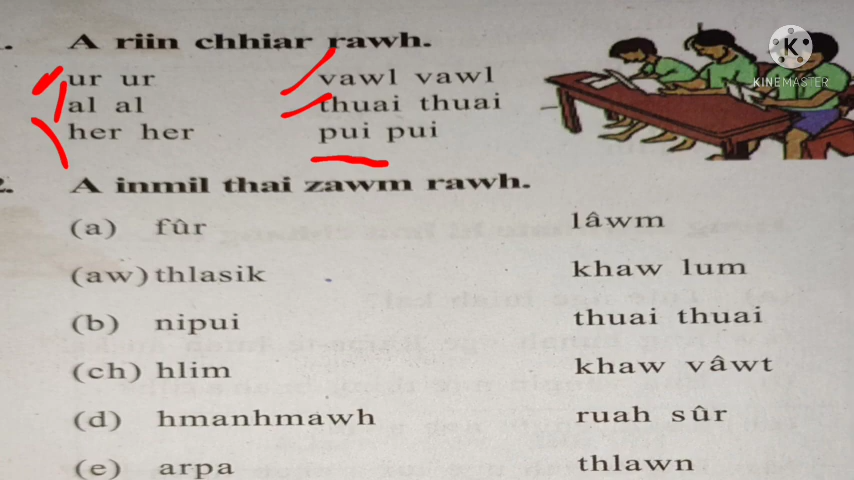 . A riin chhiar rawh.
ur ur vawl vawl
al al thuai thuai
her her pui pui
2. A inmil thai zawm rawh.
(a) fûr lâwm
(aw) thlasik khaw lum
(b) nipui thuai thuai
(ch) hlim khaw vâwt
(d) hmanhmawh ruah sûr
(e) arpa thlawn
K
KINEMASTER